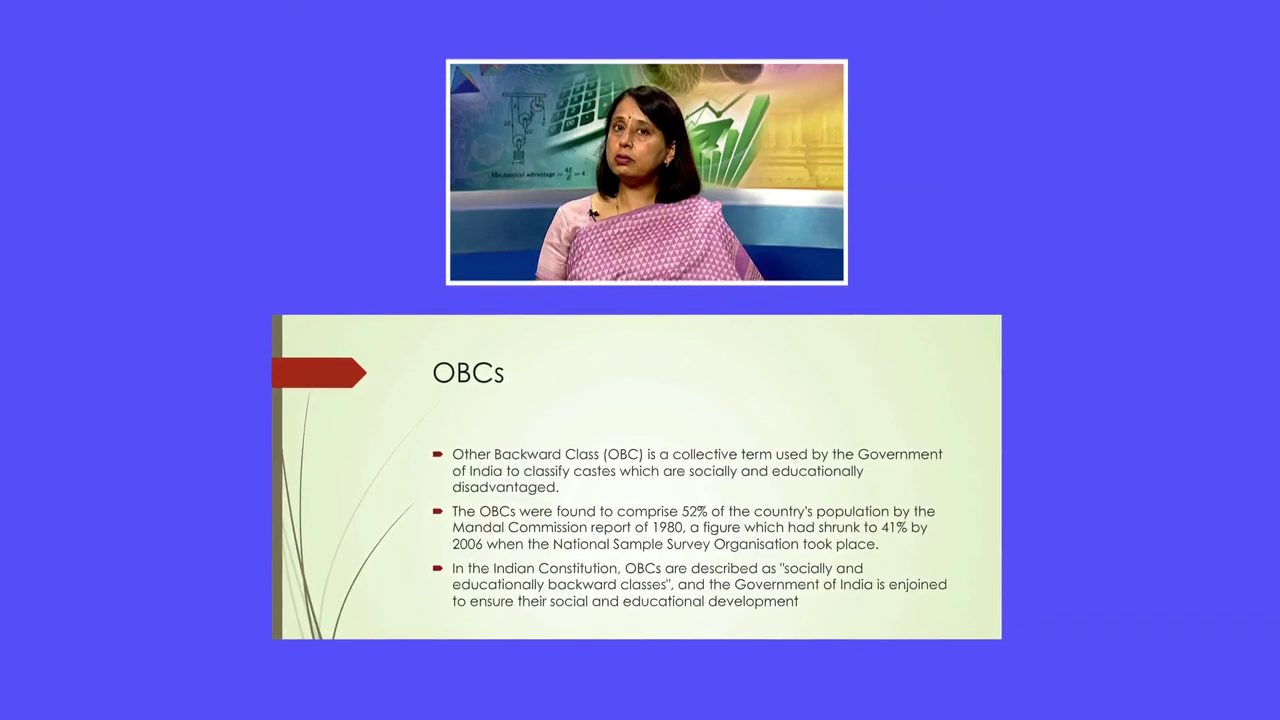 Mechanical advantage = 4E/E = 4
OBCs
Other Backward Class (OBC) is a collective term used by the Government
of India to classify castes which are socially and educationally
disadvantaged.
The OBCs were found to comprise 52% of the country's population by the
Mandal Commission report of 1980, a figure which had shrunk to 41% by
2006 when the National Sample Survey Organisation took place.
In the Indian Constitution, OBCs are described as "socially and
educationally backward classes", and the Government of India is enjoined
to ensure their social and educational development